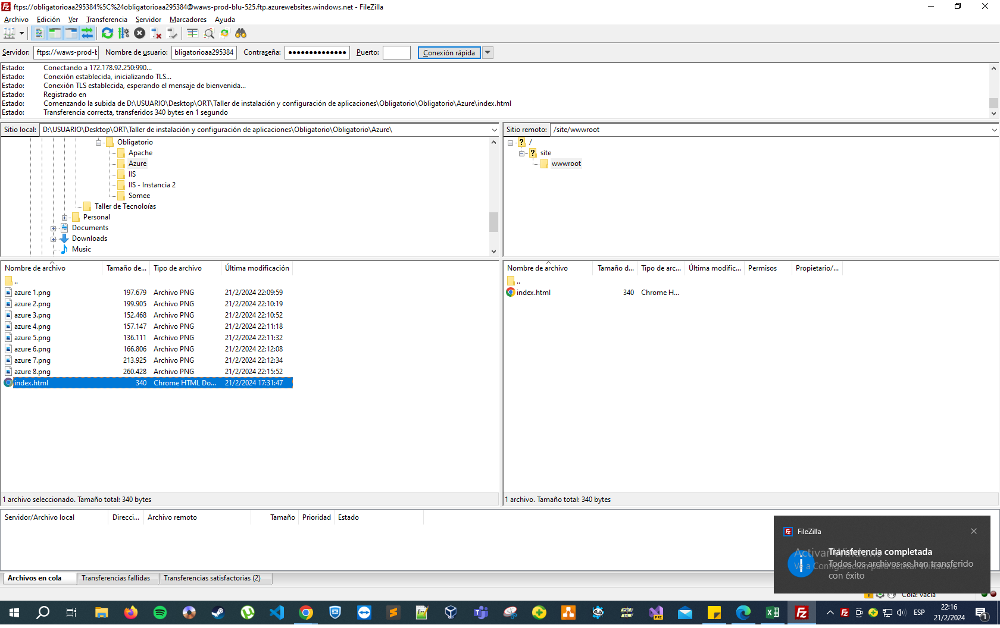 ftps://obligatorioaa295384%5C%24obligatorioaa295384@waws-prod-blu-525.ftp.azurewebsites.windows.net - FileZilla
Archivo Edición Ver Transferencia Servidor Marcadores Ayuda
Servidor: ftps://waws-prod-b Nombre de usuario: bligatorioaa295384 Contraseña: ●●●●●●●●●●●●●● Puerto: Conexión rápida
Estado: Conectando a 172.178.92.250:990...
Estado: Conexión establecida, inicializando TLS...
Estado: Conexión TLS establecida, esperando el mensaje de bienvenida...
Estado: Registrado en
Estado: Comenzando la subida de D:\USUARIO\Desktop\ORT\Taller de instalación y configuración de aplicaciones\Obligatorio\Obligatorio\Azure\index.html
Estado: Transferencia correcta, transferidos 340 bytes en 1 segundo
Sitio local: D:\USUARIO\Desktop\ORT\Taller de instalación y configuración de aplicaciones\Obligatorio\Obligatorio\Azure\
Obligatorio
Apache
Azure
IIS
IIS - Instancia 2
Somee
Taller de Tecnoloías
Personal
Documents
Downloads
Music
Sitio remoto: /site/wwwroot
/
site
wwwroot
Nombre de archivo Tamaño de... Tipo de archivo Última modificación
..
azure 1.png 197.679 Archivo PNG 21/2/2024 22:09:59
azure 2.png 199.905 Archivo PNG 21/2/2024 22:10:19
azure 3.png 152.468 Archivo PNG 21/2/2024 22:10:52
azure 4.png 157.147 Archivo PNG 21/2/2024 22:11:18
azure 5.png 136.111 Archivo PNG 21/2/2024 22:11:32
azure 6.png 166.806 Archivo PNG 21/2/2024 22:12:08
azure 7.png 213.925 Archivo PNG 21/2/2024 22:12:34
azure 8.png 260.428 Archivo PNG 21/2/2024 22:15:52
index.html 340 Chrome HTML Do... 21/2/2024 17:31:47
1 archivo seleccionado. Tamaño total: 340 bytes
Nombre de archivo Tamaño d... Tipo de arc... Última modific... Permisos Propietario/...
..
index.html 340 Chrome H...
1 archivo. Tamaño total: 340 bytes
Servidor/Archivo local Direcci... Archivo remoto Tamaño Prioridad Estado
Archivos en cola Transferencias fallidas Transferencias satisfactorias (2)
FileZilla
Transferencia completada
Todos los archivos se han transferido
con éxito
Activar Windows
Ve a Configuración para activar Windows.
Cola: vacía
PRE
ESP
22:16
21/2/2024
1